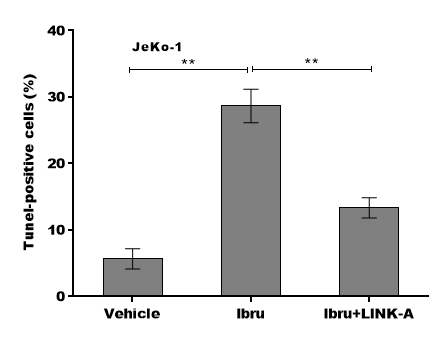 40
JeKo-1
** **
30
20
10
0
Tunel-positive cells (%)
Vehicle Ibru Ibru+LINK-A